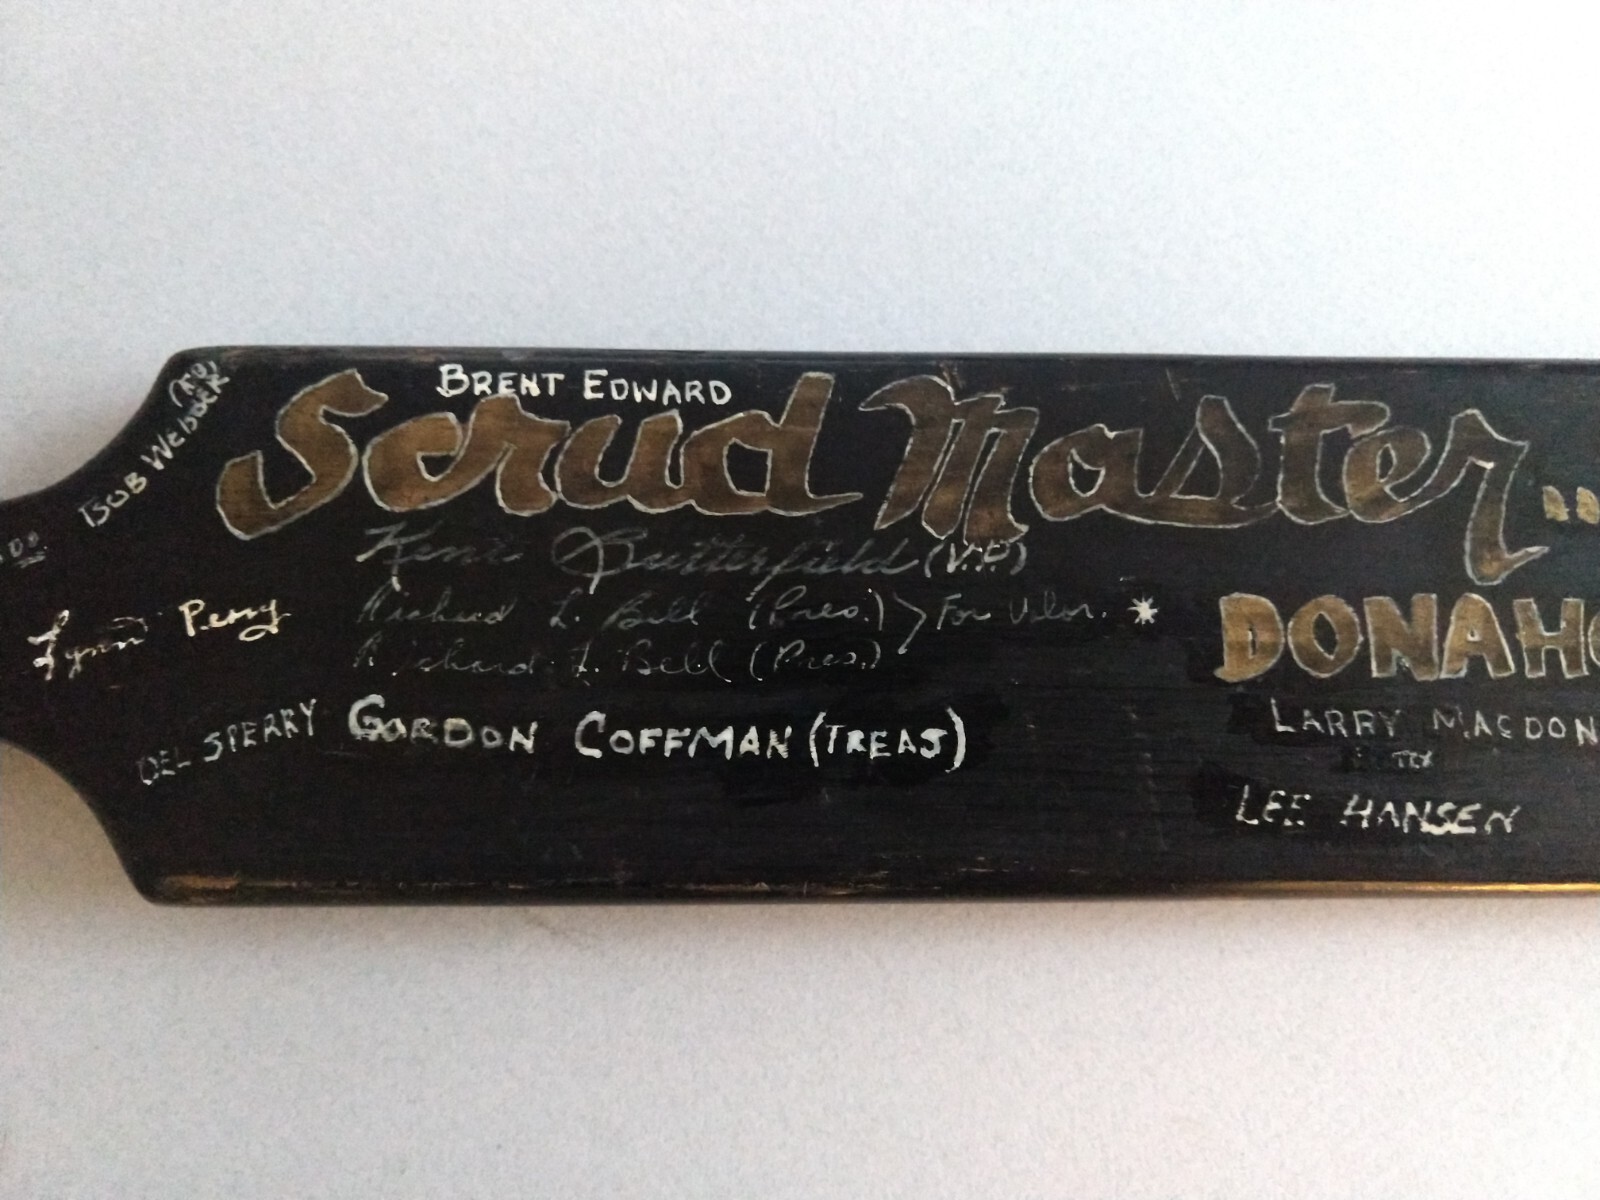 BRENT EDWARD
Scrud Master "
BOB WEBBER
Kent Butterfield (V.P.)
Richard L. Bell (Pres.) > For Valor. *
Richard L. Bell (Pres.)
Lynn Perry
DONAHO
DEL SPERRY
GORDON COFFMAN (TREAS)
LARRY MACDON
LEE HANSEN